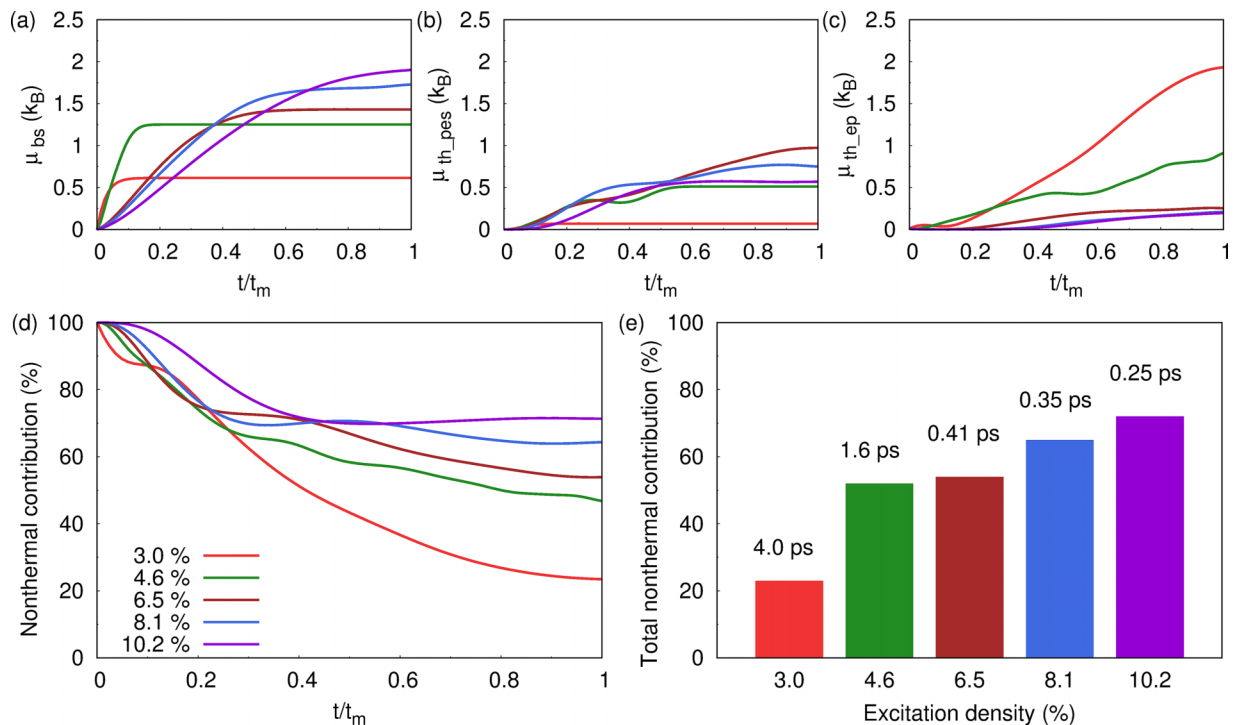 (a)
2.5
2
1.5
1
0.5
0
μ bs (kB)
0 0.2 0.4 0.6 0.8 1
t/tm
(b)
2.5
2
1.5
1
0.5
0
μ th_pes (kB)
0 0.2 0.4 0.6 0.8 1
t/tm
(c)
2.5
2
1.5
1
0.5
0
μ th_ep (kB)
0 0.2 0.4 0.6 0.8 1
t/tm
(d)
100
80
60
40
20
0
Nonthermal contribution (%)
3.0 %
4.6 %
6.5 %
8.1 %
10.2 %
0 0.2 0.4 0.6 0.8 1
t/tm
(e)
100
80
60
40
20
0
Total nonthermal contribution (%)
4.0 ps
1.6 ps
0.41 ps
0.35 ps
0.25 ps
3.0 4.6 6.5 8.1 10.2
Excitation density (%)